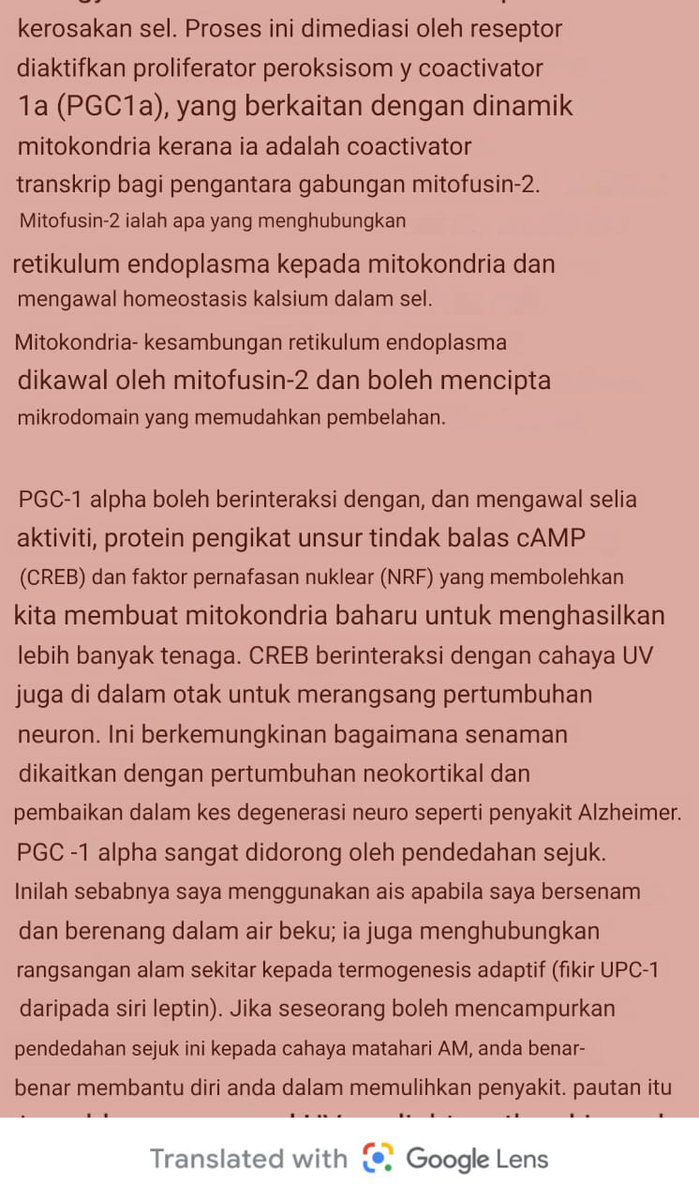 kerosakan sel. Proses ini dimediasi oleh reseptor
diaktifkan proliferator peroksisom y coactivator
1a (PGC1a), yang berkaitan dengan dinamik
mitokondria kerana ia adalah coactivator
transkrip bagi pengantara gabungan mitofusin-2.
Mitofusin-2 ialah apa yang menghubungkan
retikulum endoplasma kepada mitokondria dan
mengawal homeostasis kalsium dalam sel.
Mitokondria- kesambungan retikulum endoplasma
dikawal oleh mitofusin-2 dan boleh mencipta
mikrodomain yang memudahkan pembelahan.
PGC-1 alpha boleh berinteraksi dengan, dan mengawal selia
aktiviti, protein pengikat unsur tindak balas cAMP
(CREB) dan faktor pernafasan nuklear (NRF) yang membolehkan
kita membuat mitokondria baharu untuk menghasilkan
lebih banyak tenaga. CREB berinteraksi dengan cahaya UV
juga di dalam otak untuk merangsang pertumbuhan
neuron. Ini berkemungkinan bagaimana senaman
dikaitkan dengan pertumbuhan neokortikal dan
pembaikan dalam kes degenerasi neuro seperti penyakit Alzheimer.
PGC -1 alpha sangat didorong oleh pendedahan sejuk.
Inilah sebabnya saya menggunakan ais apabila saya bersenam
dan berenang dalam air beku; ia juga menghubungkan
rangsangan alam sekitar kepada termogenesis adaptif (fikir UPC-1
daripada siri leptin). Jika seseorang boleh mencampurkan
pendedahan sejuk ini kepada cahaya matahari AM, anda benar-
benar membantu diri anda dalam memulihkan penyakit. pautan itu
Translated with Google Lens